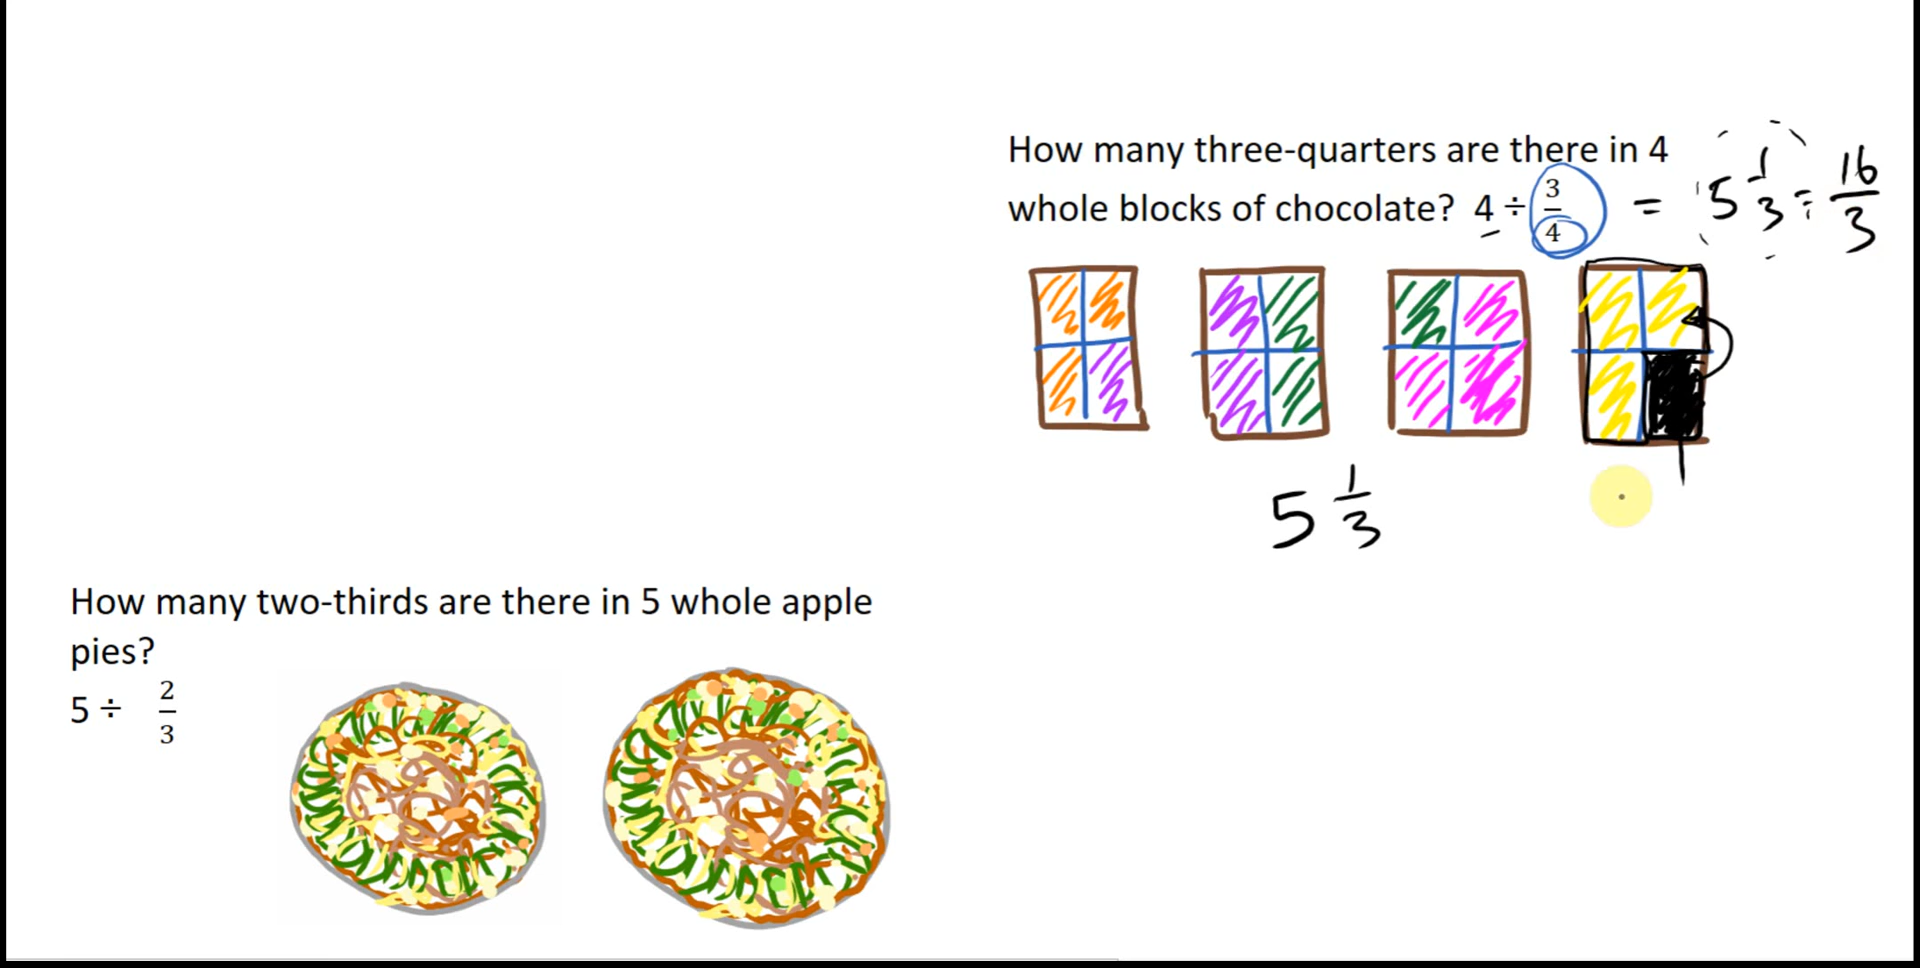 How many three-quarters are there in 4
whole blocks of chocolate? 4 ÷ 3/4 = 5 1/3 = 16/3
5 1/3
How many two-thirds are there in 5 whole apple
pies?
5 ÷ 2/3